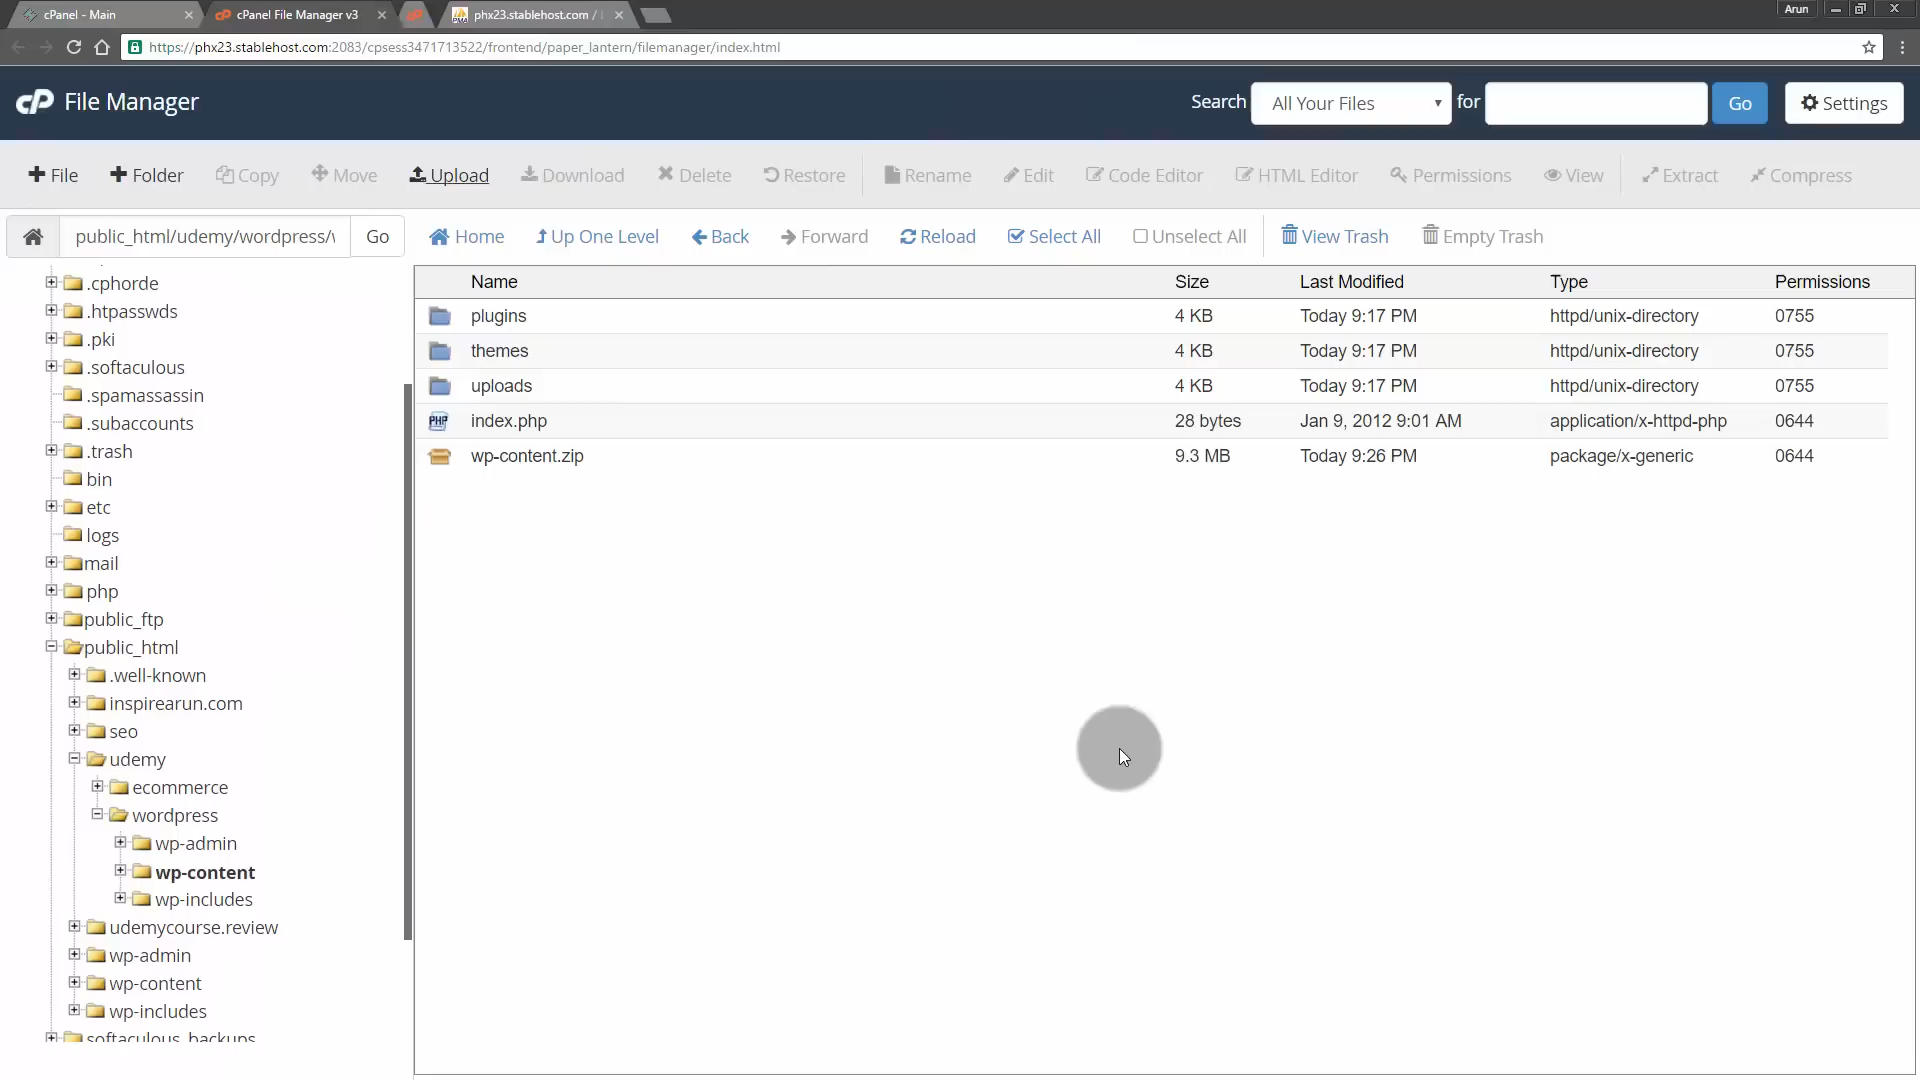 cPanel - Main
cPanel File Manager v3
phx23.stablehost.com /
Arun
https://phx23.stablehost.com:2083/cpsess3471713522/frontend/paper_lantern/filemanager/index.html
cP File Manager
Search
All Your Files
for
Go
Settings
File
Folder
Copy
Move
Upload
Download
Delete
Restore
Rename
Edit
Code Editor
HTML Editor
Permissions
View
Extract
Compress
public_html/udemy/wordpress/
Go
Home
Up One Level
Back
Forward
Reload
Select All
Unselect All
View Trash
Empty Trash
.cphorde
.htpasswds
.pki
.softaculous
.spamassassin
.subaccounts
.trash
bin
etc
logs
mail
php
public_ftp
public_html
.well-known
inspirearun.com
seo
udemy
ecommerce
wordpress
wp-admin
wp-content
wp-includes
udemycourse.review
wp-admin
wp-content
wp-includes
softaculous_backups
Name Size Last Modified Type Permissions
plugins 4 KB Today 9:17 PM httpd/unix-directory 0755
themes 4 KB Today 9:17 PM httpd/unix-directory 0755
uploads 4 KB Today 9:17 PM httpd/unix-directory 0755
PHP index.php 28 bytes Jan 9, 2012 9:01 AM application/x-httpd-php 0644
wp-content.zip 9.3 MB Today 9:26 PM package/x-generic 0644